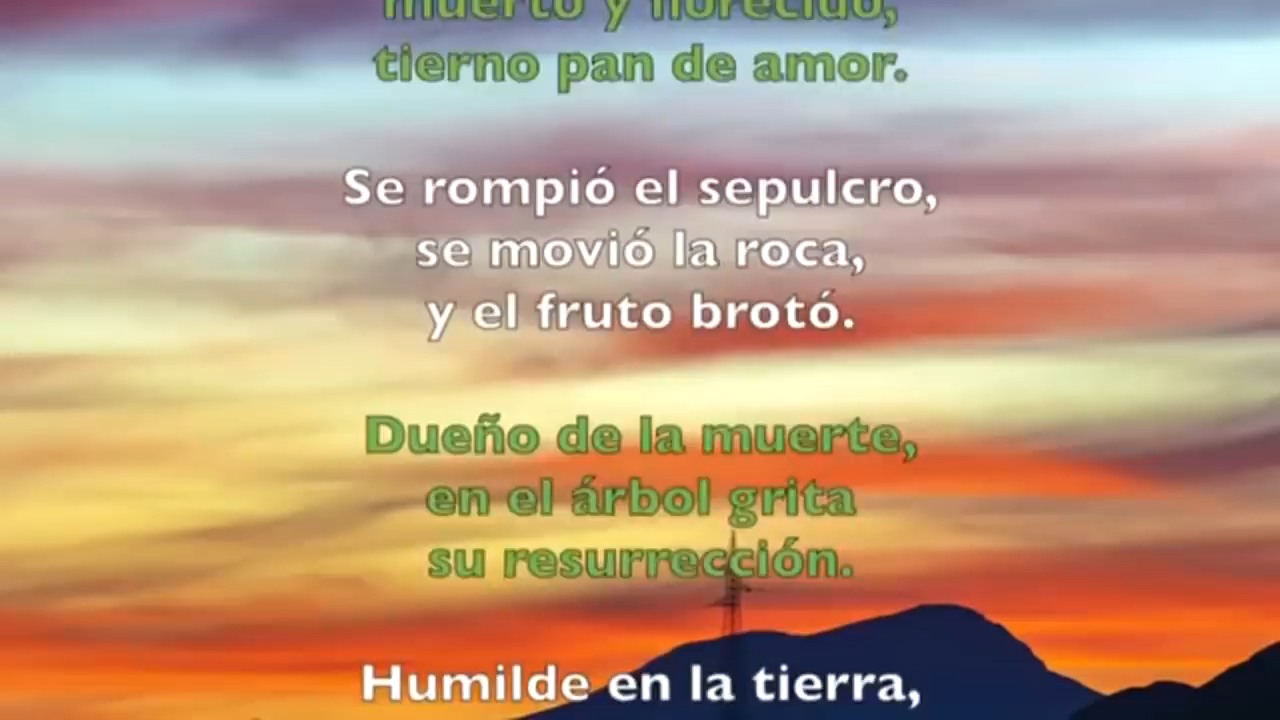 muerto y florecido,
tierno pan de amor.
Se rompió el sepulcro,
se movió la roca,
y el fruto brotó.
Dueño de la muerte,
en el árbol grita
su resurrección.
Humilde en la tierra,